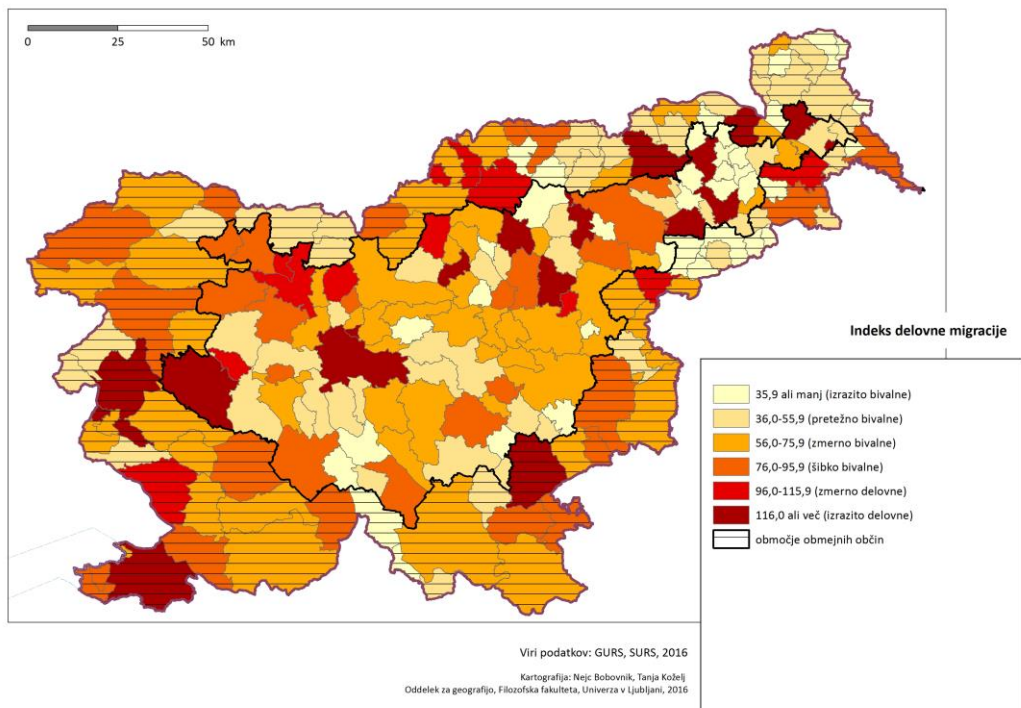 0 25 50 km
Indeks delovne migracije
35,9 ali manj (izrazito bivalne)
36,0-55,9 (pretežno bivalne)
56,0-75,9 (zmerno bivalne)
76,0-95,9 (šibko bivalne)
96,0-115,9 (zmerno delovne)
116,0 ali več (izrazito delovne)
območje obmejnih občin
Viri podatkov: GURS, SURS, 2016
Kartografija: Nejc Bobovnik, Tanja Koželj
Oddelek za geografijo, Filozofska fakulteta, Univerza v Ljubljani, 2016